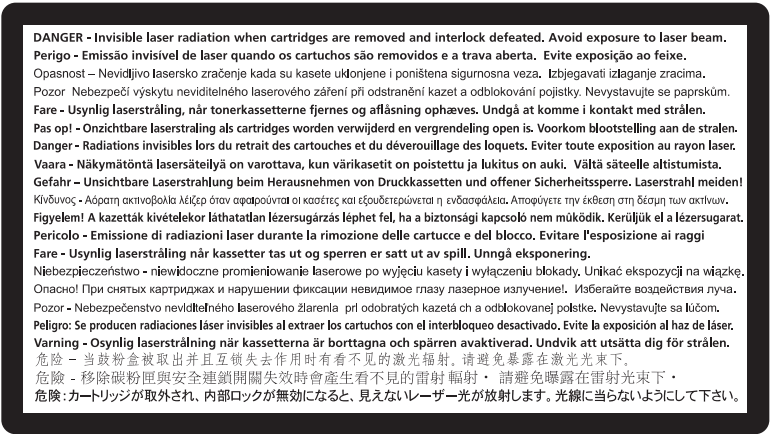 DANGER - Invisible laser radiation when cartridges are removed and interlock defeated. Avoid exposure to laser beam.
Perigo - Emissão invisível de laser quando os cartuchos são removidos e a trava aberta. Evite exposição ao feixe.
Opasnost – Nevidljivo lasersko zračenje kada su kasete uklonjene i poništena sigurnosna veza. Izbjegavati izlaganje zracima.
Pozor Nebezpečí výskytu neviditelného laserového záření při odstranění kazet a odblokování pojistky. Nevystavujte se paprskům.
Fare - Usynlig laserstråling, når tonerkassetterne fjernes og aflåsning ophæves. Undgå at komme i kontakt med strålen.
Pas op! - Onzichtbare laserstraling als cartridges worden verwijderd en vergrendeling open is. Voorkom blootstelling aan de stralen.
Danger - Radiations invisibles lors du retrait des cartouches et du déverouillage des loquets. Eviter toute exposition au rayon laser.
Vaara - Näkymätöntä lasersäteilyä on varottava, kun värikasetit on poistettu ja lukitus on auki. Vältä säteelle altistumista.
Gefahr – Unsichtbare Laserstrahlung beim Herausnehmen von Druckkassetten und offener Sicherheitssperre. Laserstrahl meiden!
Κίνδυνος - Αόρατη ακτινοβολία λέιζερ όταν αφαιρούνται οι κασέτες και εξουδετερώνεται η ενδασφάλεια. Αποφύγετε την έκθεση στη δέσμη των ακτίνων.
Figyelem! A kazetták kivételekor láthatatlan lézersugárzás léphet fel, ha a biztonsági kapcsoló nem mûködik. Kerüljük el a lézersugarat.
Pericolo - Emissione di radiazioni laser durante la rimozione delle cartucce e del blocco. Evitare l'esposizione ai raggi
Fare - Usynlig laserstråling når kassetter tas ut og sperren er satt ut av spill. Unngå eksponering.
Niebezpieczeństwo - niewidoczne promieniowanie laserowe po wyjęciu kasety i wyłączeniu blokady. Unikać ekspozycji na wiązkę.
Опасно! При снятых картриджах и нарушении фиксации невидимое глазу лазерное излучение!. Избегайте воздействия луча.
Pozor - Nebezpečenstvo nevIdIteľného laserového žIarenIa prI odobratých kazetá ch a odblokovanej poIstke. Nevystavujte sa lúčom.
Peligro: Se producen radiaciones láser invisibles al extraer los cartuchos con el interbloqueo desactivado. Evite la exposición al haz de láser.
Varning - Osynlig laserstrålning när kassetterna är borttagna och spärren avaktiverad. Undvik att utsätta dig för strålen.
危险 - 当鼓粉盒被取出并且互锁失去作用时有看不见的激光辐射。请避免暴露在激光光束下。
危險 - 移除碳粉匣與安全連鎖開關失效時會產生看不見的雷射 輻射・ 請避免曝露在雷射光束下・
危険：カートリッジが取外され、内部ロックが無効になると、見えないレーザー光が放射します。光線に当らないようにして下さい。